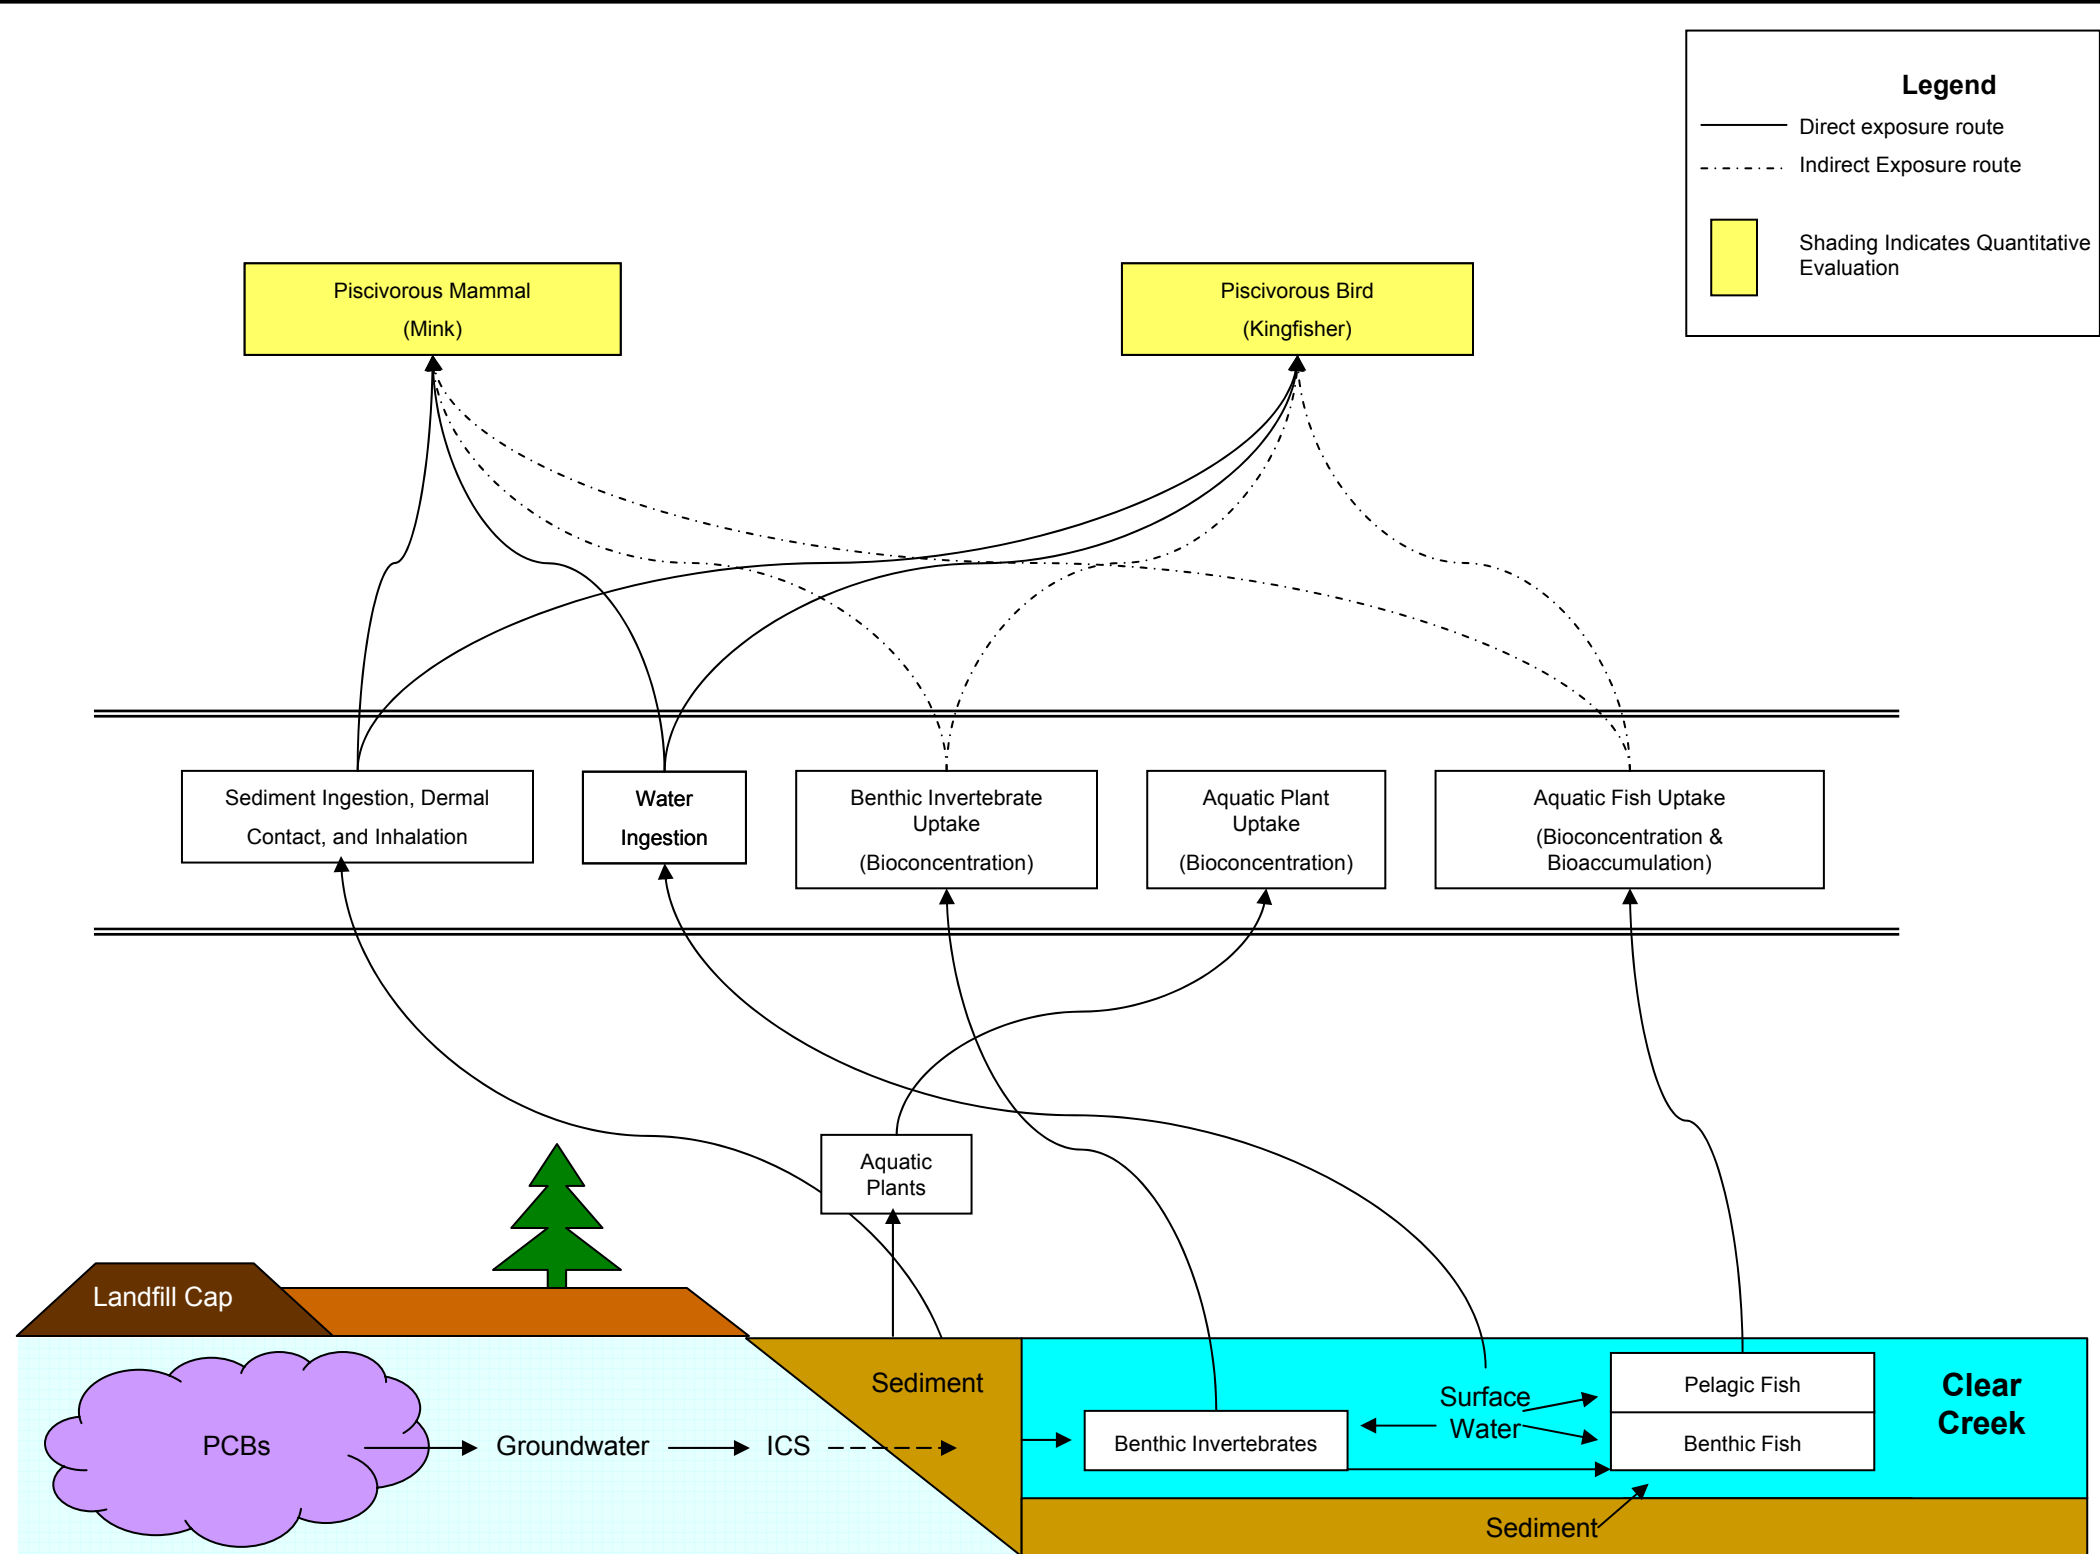 Legend
Direct exposure route
Indirect Exposure route
Shading Indicates Quantitative
Evaluation
Piscivorous Mammal
(Mink)
Piscivorous Bird
(Kingfisher)
Sediment Ingestion, Dermal
Contact, and Inhalation
Water
Ingestion
Benthic Invertebrate
Uptake
(Bioconcentration)
Aquatic Plant
Uptake
(Bioconcentration)
Aquatic Fish Uptake
(Bioconcentration &
Bioaccumulation)
Aquatic
Plants
Landfill Cap
PCBs
Groundwater
ICS
Sediment
Benthic Invertebrates
Surface
Water
Pelagic Fish
Benthic Fish
Clear
Creek
Sediment